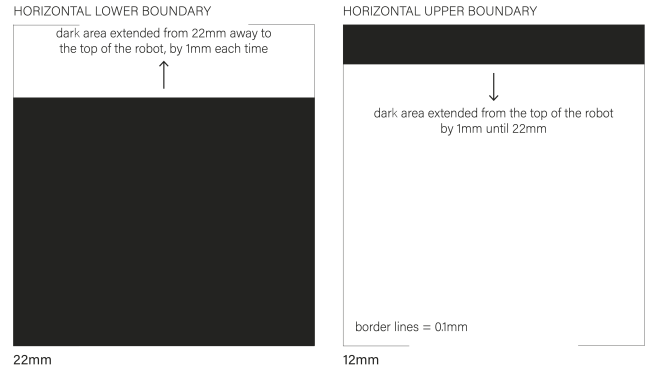 HORIZONTAL LOWER BOUNDARY
dark area extended from 22mm away to
the top of the robot, by 1mm each time
22mm
HORIZONTAL UPPER BOUNDARY
dark area extended from the top of the robot
by 1mm until 22mm
border lines = 0.1mm
12mm